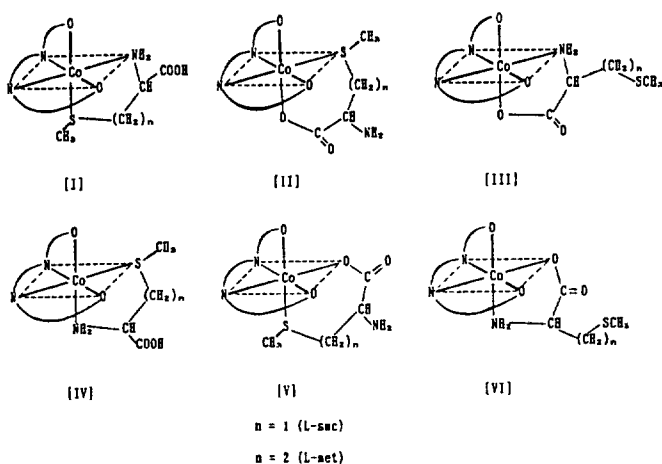 O
N
NH₂
COOH
Co
CH
N
O
S
(CH₂)ₙ
CH₃
[I]
O
CH₃
N
S
Co
(CH₂)ₙ
N
O
O
CH
C
NH₂
O
[II]
O
N
NH₂
(CH₂)ₙ
SCH₃
Co
CH
N
O
O
C
O
[III]
O
CH₃
N
S
Co
(CH₂)ₙ
N
O
NH₂
CH
COOH
[IV]
O
O
O
N
C
Co
CH
N
O
NH₂
S
CH₃
(CH₂)ₙ
[V]
O
N
O
C = O
Co
N
O
SCH₃
NH₂
CH
(CH₂)ₙ
[VI]
n = 1 (L-smc)
n = 2 (L-met)